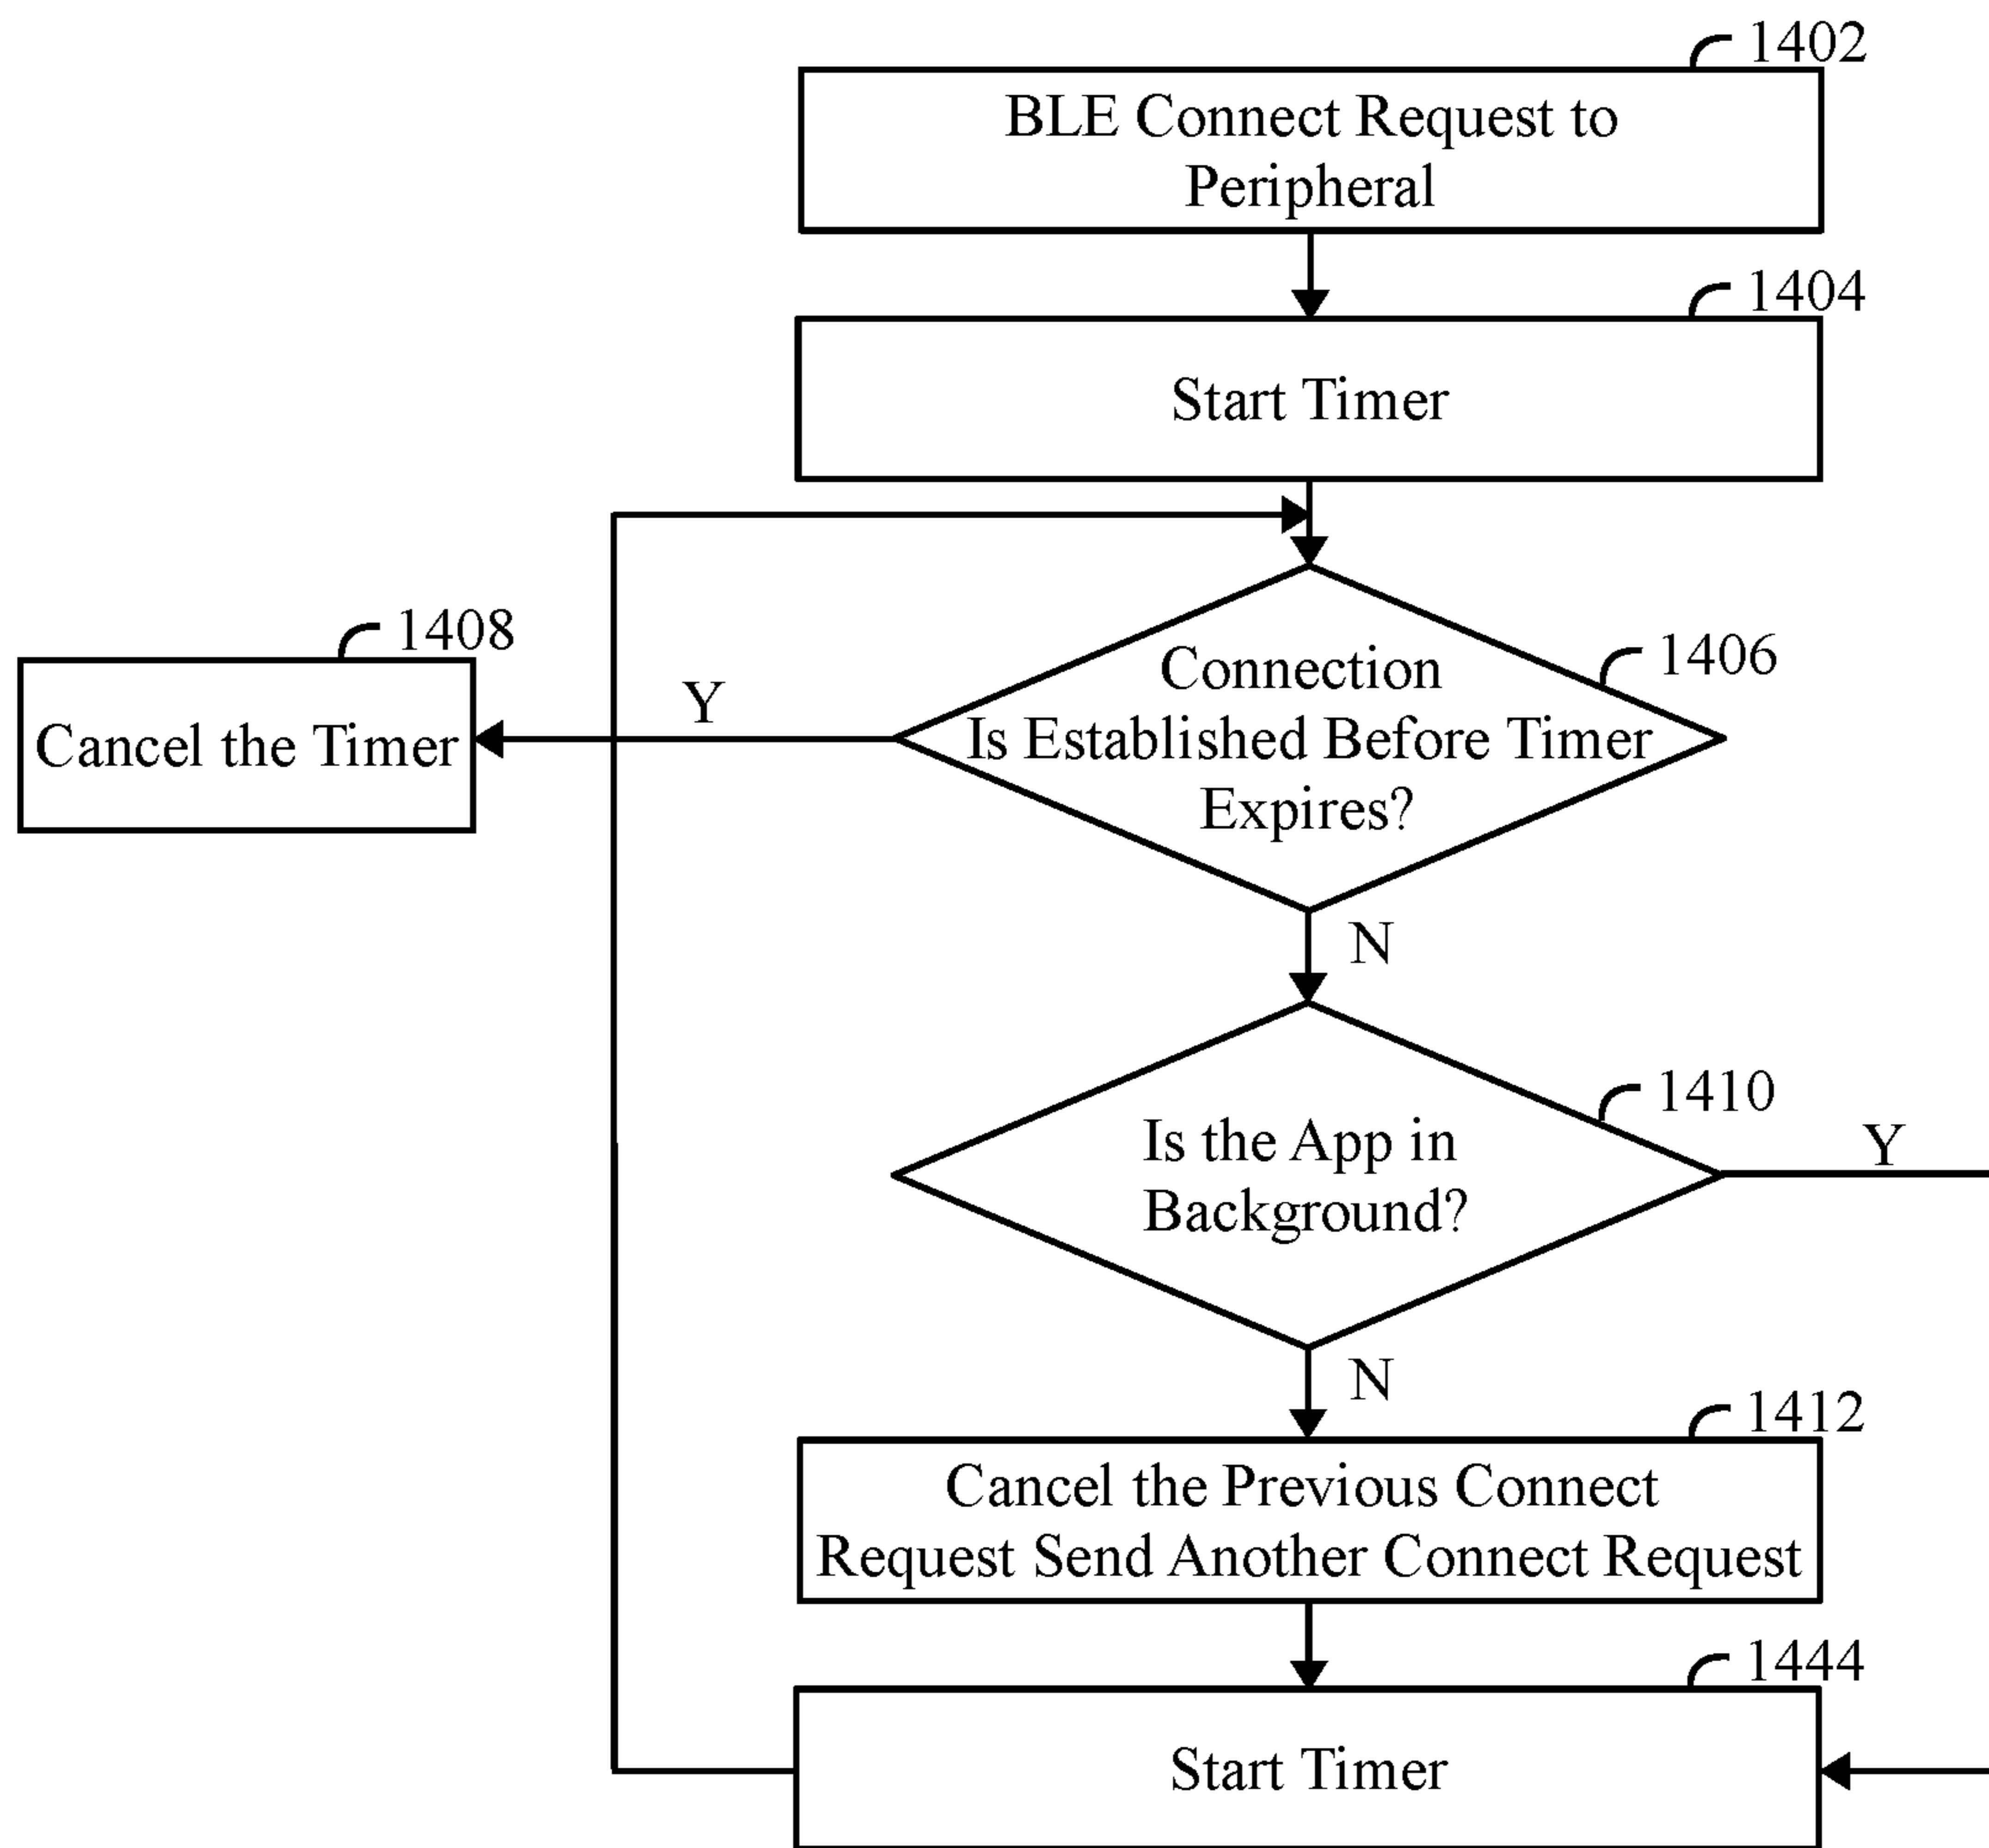 1402
BLE Connect Request to
Peripheral
1404
Start Timer
1408
Cancel the Timer
Y
1406
Connection
Is Established Before Timer
Expires?
N
1410
Is the App in
Background?
Y
N
1412
Cancel the Previous Connect
Request Send Another Connect Request
1444
Start Timer